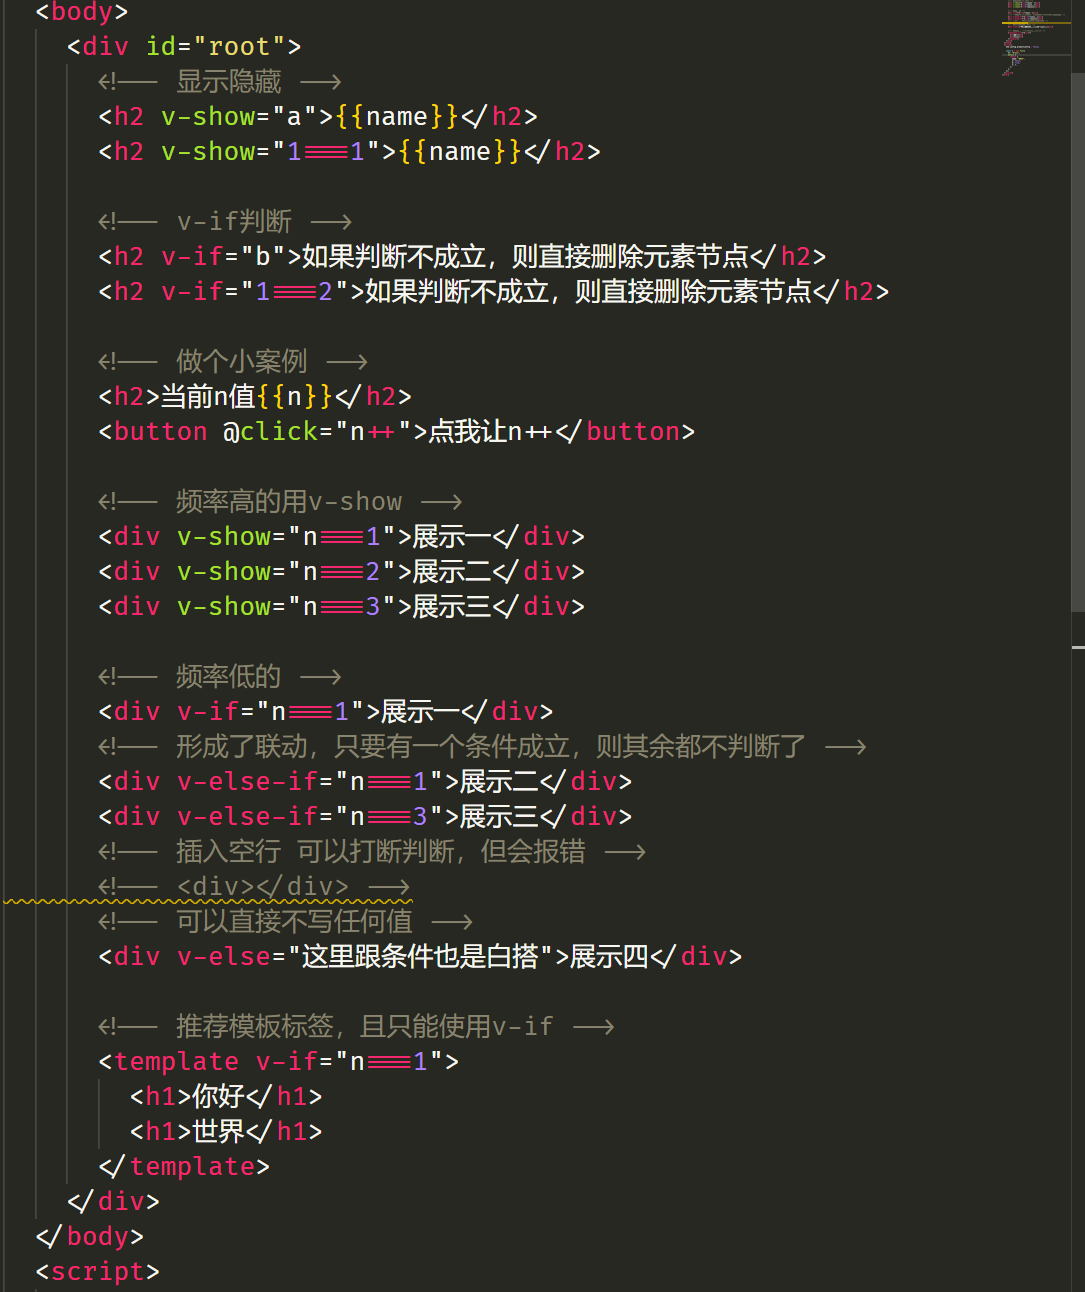 <body>
<div id="root">
<!-- 显示隐藏 -->
<h2 v-show="a">{{name}}</h2>
<h2 v-show="1===1">{{name}}</h2>
<!-- v-if判断 -->
<h2 v-if="b">如果判断不成立，则直接删除元素节点</h2>
<h2 v-if="1===2">如果判断不成立，则直接删除元素节点</h2>
<!-- 做个小案例 -->
<h2>当前n值{{n}}</h2>
<button @click="n++">点我让n++</button>
<!-- 频率高的用v-show -->
<div v-show="n===1">展示一</div>
<div v-show="n===2">展示二</div>
<div v-show="n===3">展示三</div>
<!-- 频率低的 -->
<div v-if="n===1">展示一</div>
<!-- 形成了联动，只要有一个条件成立，则其余都不判断了 -->
<div v-else-if="n===1">展示二</div>
<div v-else-if="n===3">展示三</div>
<!-- 插入空行 可以打断判断，但会报错 -->
<!-- <div></div> -->
<!-- 可以直接不写任何值 -->
<div v-else="这里跟条件也是白搭">展示四</div>
<!-- 推荐模板标签，且只能使用v-if -->
<template v-if="n===1">
<h1>你好</h1>
<h1>世界</h1>
</template>
</div>
</body>
<script>